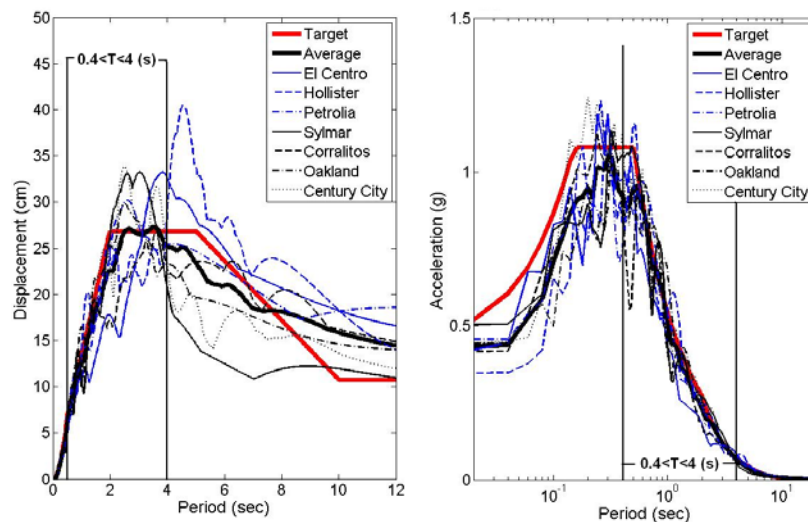 50
45
40
35
30
25
20
15
10
5
0
Displacement (cm)
0.4<T<4 (s)
Target
Average
El Centro
Hollister
Petrolia
Sylmar
Corralitos
Oakland
Century City
0 2 4 6 8 10 12
Period (sec)
1.5
1
0.5
0
Acceleration (g)
Target
Average
El Centro
Hollister
Petrolia
Sylmar
Corralitos
Oakland
Century City
0.4<T<4 (s)
10⁻¹ 10⁰ 10¹
Period (sec)